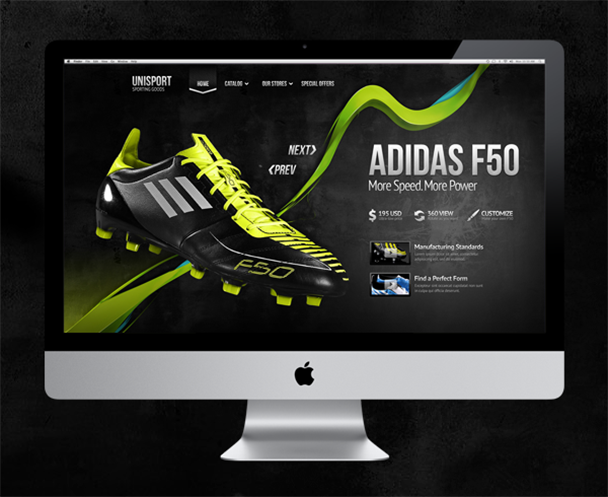 UNISPORT
SPORTING GOODS
HOME
CATALOG
OUR STORES
SPECIAL OFFERS
NEXT
PREV
ADIDAS F50
More Speed. More Power
195 USD
360 VIEW
CUSTOMIZE
Manufacturing Standards
Find a Perfect Form
F50